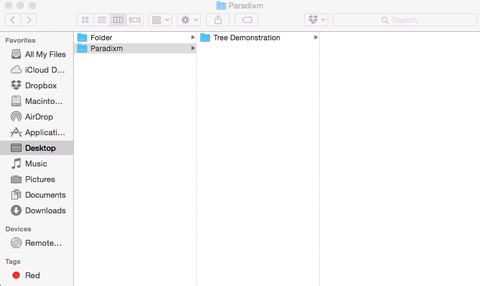 Paradixm
Search
Favorites
All My Files
iCloud D...
Dropbox
Macinto...
AirDrop
Applicati...
Desktop
Music
Pictures
Documents
Downloads
Devices
Remote...
Tags
Red
Folder
Paradixm
Tree Demonstration